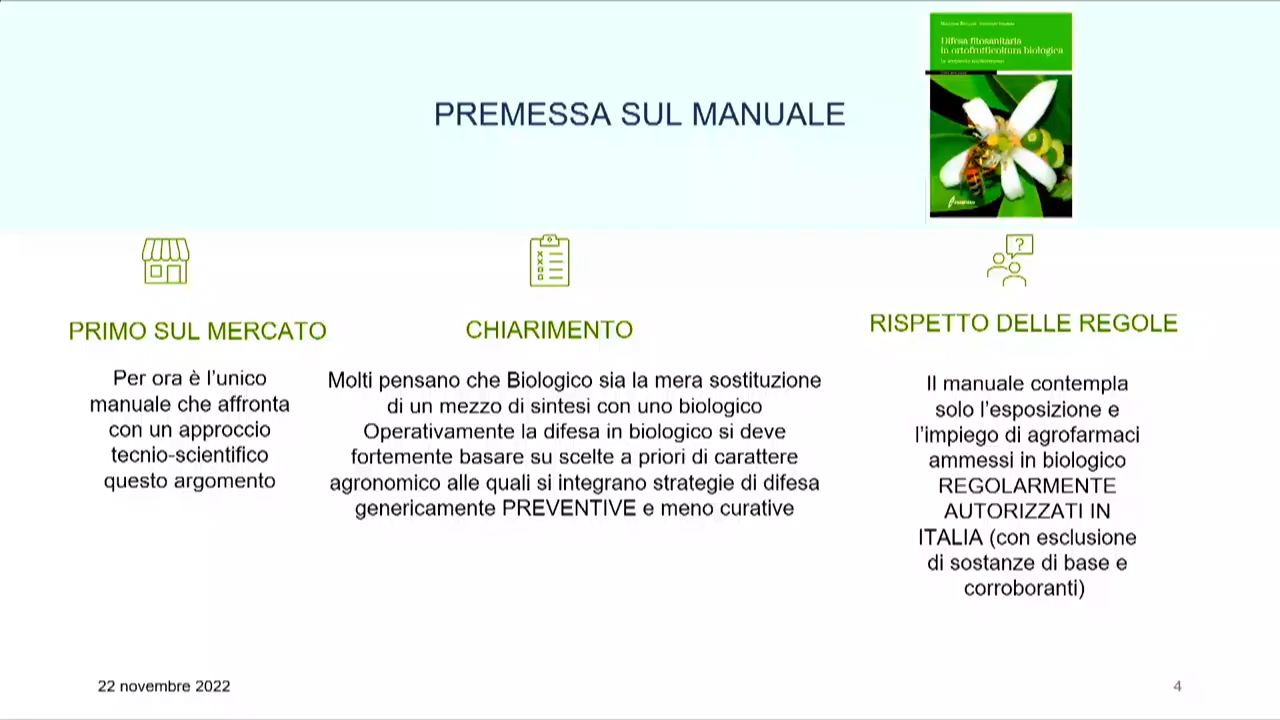 Difesa fitosanitaria
in ortofrutticoltura biologica
PREMESSA SUL MANUALE
?
PRIMO SUL MERCATO
Per ora è l'unico
manuale che affronta
con un approccio
tecnio-scientifico
questo argomento
CHIARIMENTO
Molti pensano che Biologico sia la mera sostituzione
di un mezzo di sintesi con uno biologico
Operativamente la difesa in biologico si deve
fortemente basare su scelte a priori di carattere
agronomico alle quali si integrano strategie di difesa
genericamente PREVENTIVE e meno curative
RISPETTO DELLE REGOLE
Il manuale contempla
solo l'esposizione e
l'impiego di agrofarmaci
ammessi in biologico
REGOLARMENTE
AUTORIZZATI IN
ITALIA (con esclusione
di sostanze di base e
corroboranti)
22 novembre 2022
4